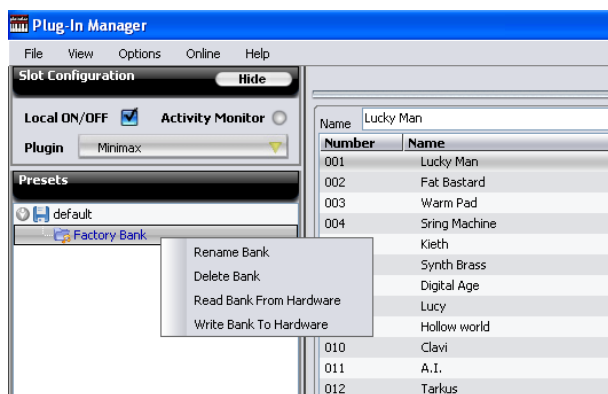 Plug-In Manager
File View Options Online Help
Slot Configuration Hide
Local ON/OFF Activity Monitor
Plugin Minimax
Presets
default
Factory Bank
Rename Bank
Delete Bank
Read Bank From Hardware
Write Bank To Hardware
Name Lucky Man
Number Name
001 Lucky Man
002 Fat Bastard
003 Warm Pad
004 Sring Machine
Kieth
Synth Brass
Digital Age
Lucy
Hollow world
010 Clavi
011 A.I.
012 Tarkus